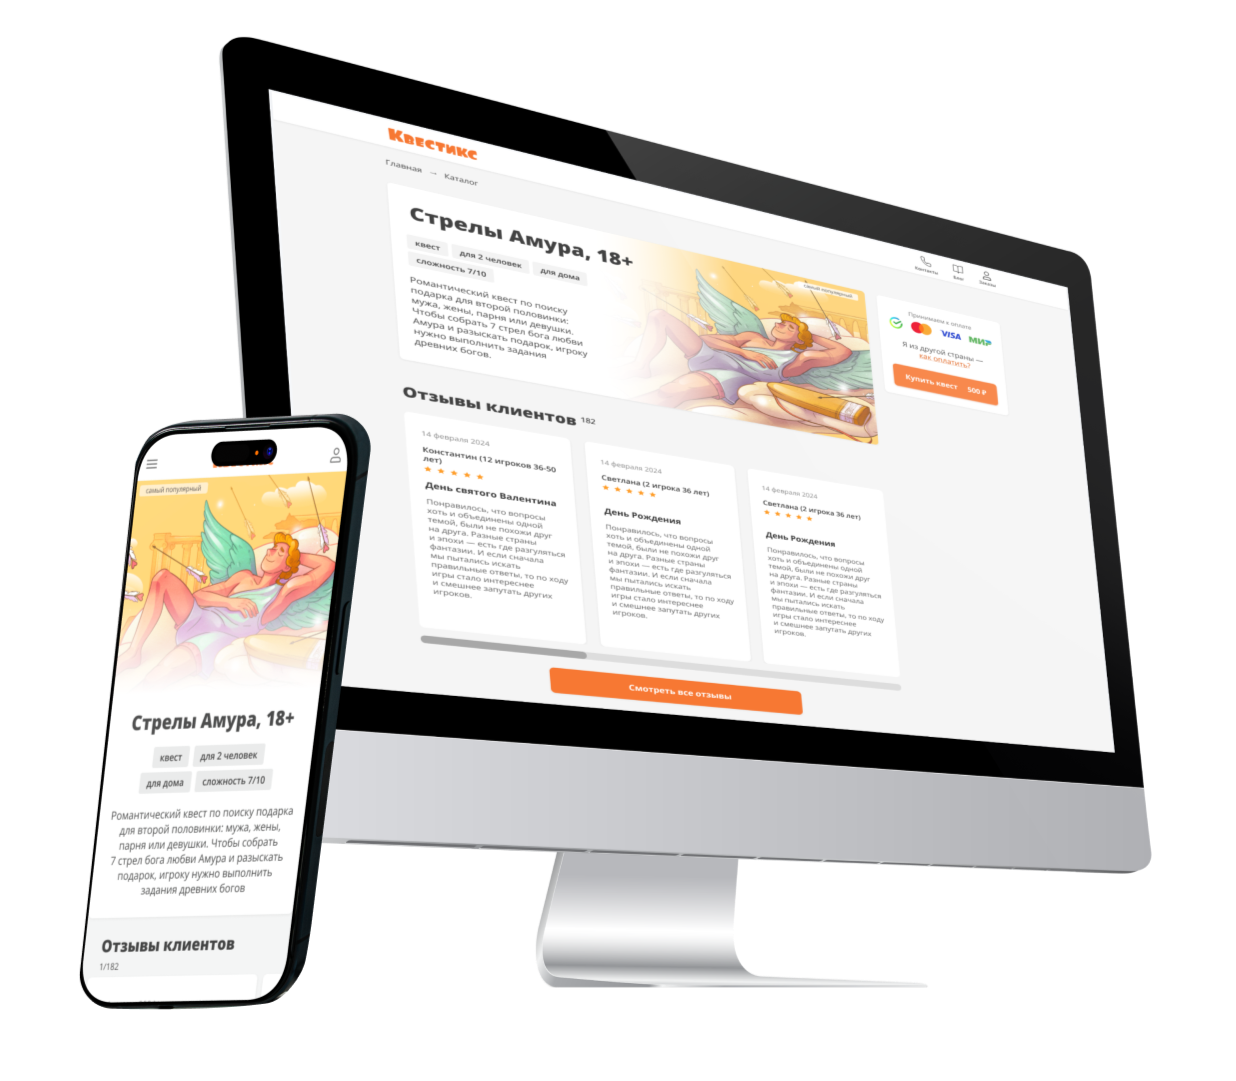 Квестикс
Главная → Каталог
Контакты
Блог
Заказы
Стрелы Амура, 18+
квест
для 2 человек
для дома
сложность 7/10
Романтический квест по поиску
подарка для второй половинки:
мужа, жены, парня или девушки.
Чтобы собрать 7 стрел бога любви
Амура и разыскать подарок, игроку
нужно выполнить задания
древних богов.
самый популярный
Принимаем к оплате
VISA
МИР
Я из другой страны —
как оплатить?
Купить квест 500 ₽
Отзывы клиентов 182
14 февраля 2024
Константин (12 игроков 36-50
лет)
★ ★ ★ ★ ★
День святого Валентина
Понравилось, что вопросы
хоть и объединены одной
темой, были не похожи друг
на друга. Разные страны
и эпохи — есть где разгуляться
фантазии. И если сначала
мы пытались искать
правильные ответы, то по ходу
игры стало интереснее
и смешнее запутать других
игроков.
14 февраля 2024
Светлана (2 игрока 36 лет)
★ ★ ★ ★ ★
День Рождения
Понравилось, что вопросы
хоть и объединены одной
темой, были не похожи друг
на друга. Разные страны
и эпохи — есть где разгуляться
фантазии. И если сначала
мы пытались искать
правильные ответы, то по ходу
игры стало интереснее
и смешнее запутать других
игроков.
14 февраля 2024
Светлана (2 игрока 36 лет)
★ ★ ★ ★ ★
День Рождения
Понравилось, что вопросы
хоть и объединены одной
темой, были не похожи друг
на друга. Разные страны
и эпохи — есть где разгуляться
фантазии. И если сначала
мы пытались искать
правильные ответы, то по ходу
игры стало интереснее
и смешнее запутать других
игроков.
Смотреть все отзывы
самый популярный
Стрелы Амура, 18+
квест
для 2 человек
для дома
сложность 7/10
Романтический квест по поиску подарка
для второй половинки: мужа, жены,
парня или девушки. Чтобы собрать
7 стрел бога любви Амура и разыскать
подарок, игроку нужно выполнить
задания древних богов
Отзывы клиентов
1/182